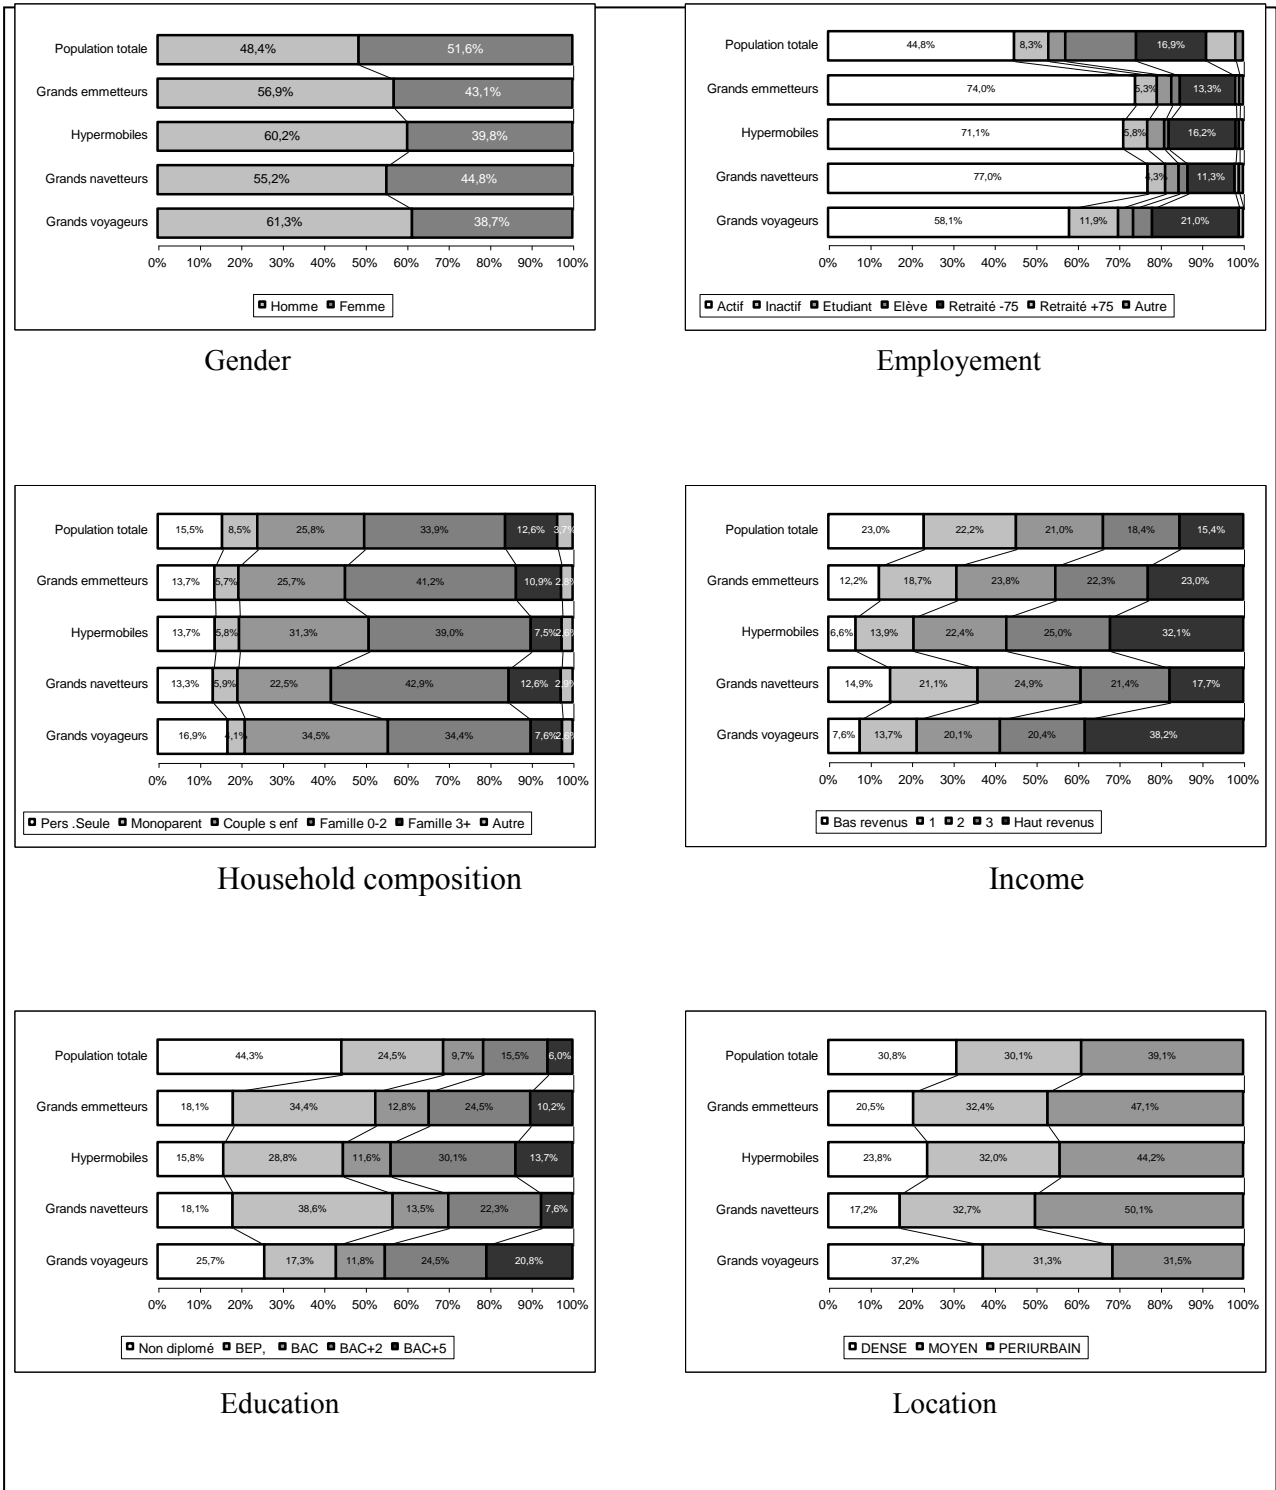 Population totale 48,4% 51,6%
Grands emmetteurs 56,9% 43,1%
Hypermobiles 60,2% 39,8%
Grands navetteurs 55,2% 44,8%
Grands voyageurs 61,3% 38,7%
0% 10% 20% 30% 40% 50% 60% 70% 80% 90% 100%
Homme Femme
Gender
Population totale 44,8% 8,3% 16,9%
Grands emmetteurs 74,0% 5,3% 13,3%
Hypermobiles 71,1% 5,8% 16,2%
Grands navetteurs 77,0% 4,3% 11,3%
Grands voyageurs 58,1% 11,9% 21,0%
0% 10% 20% 30% 40% 50% 60% 70% 80% 90% 100%
Actif Inactif Etudiant Elève Retraité -75 Retraité +75 Autre
Employement
Population totale 15,5% 8,5% 25,8% 33,9% 12,6% 3,7%
Grands emmetteurs 13,7% 5,7% 25,7% 41,2% 10,9% 2,8%
Hypermobiles 13,7% 5,8% 31,3% 39,0% 7,5% 2,6%
Grands navetteurs 13,3% 5,9% 22,5% 42,9% 12,6% 2,9%
Grands voyageurs 16,9% 4,1% 34,5% 34,4% 7,6% 2,6%
0% 10% 20% 30% 40% 50% 60% 70% 80% 90% 100%
Pers .Seule Monoparent Couple s enf Famille 0-2 Famille 3+ Autre
Household composition
Population totale 23,0% 22,2% 21,0% 18,4% 15,4%
Grands emmetteurs 12,2% 18,7% 23,8% 22,3% 23,0%
Hypermobiles 6,6% 13,9% 22,4% 25,0% 32,1%
Grands navetteurs 14,9% 21,1% 24,9% 21,4% 17,7%
Grands voyageurs 7,6% 13,7% 20,1% 20,4% 38,2%
0% 10% 20% 30% 40% 50% 60% 70% 80% 90% 100%
Bas revenus 1 2 3 Haut revenus
Income
Population totale 44,3% 24,5% 9,7% 15,5% 6,0%
Grands emmetteurs 18,1% 34,4% 12,8% 24,5% 10,2%
Hypermobiles 15,8% 28,8% 11,6% 30,1% 13,7%
Grands navetteurs 18,1% 38,6% 13,5% 22,3% 7,6%
Grands voyageurs 25,7% 17,3% 11,8% 24,5% 20,8%
0% 10% 20% 30% 40% 50% 60% 70% 80% 90% 100%
Non diplomé BEP, BAC BAC+2 BAC+5
Education
Population totale 30,8% 30,1% 39,1%
Grands emmetteurs 20,5% 32,4% 47,1%
Hypermobiles 23,8% 32,0% 44,2%
Grands navetteurs 17,2% 32,7% 50,1%
Grands voyageurs 37,2% 31,3% 31,5%
0% 10% 20% 30% 40% 50% 60% 70% 80% 90% 100%
DENSE MOYEN PERIURBAIN
Location